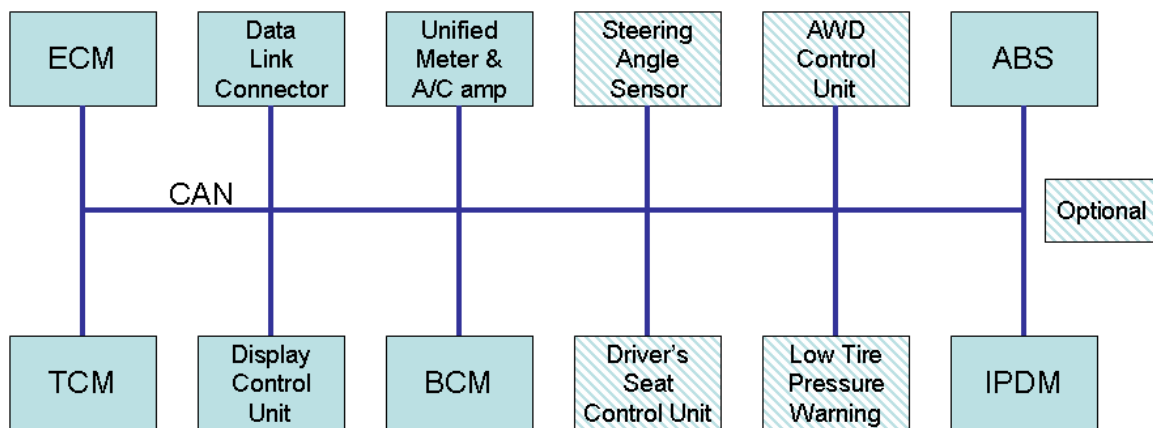 ECM
Data
Link
Connector
Unified
Meter &
A/C amp
Steering
Angle
Sensor
AWD
Control
Unit
ABS
CAN
Optional
TCM
Display
Control
Unit
BCM
Driver’s
Seat
Control Unit
Low Tire
Pressure
Warning
IPDM